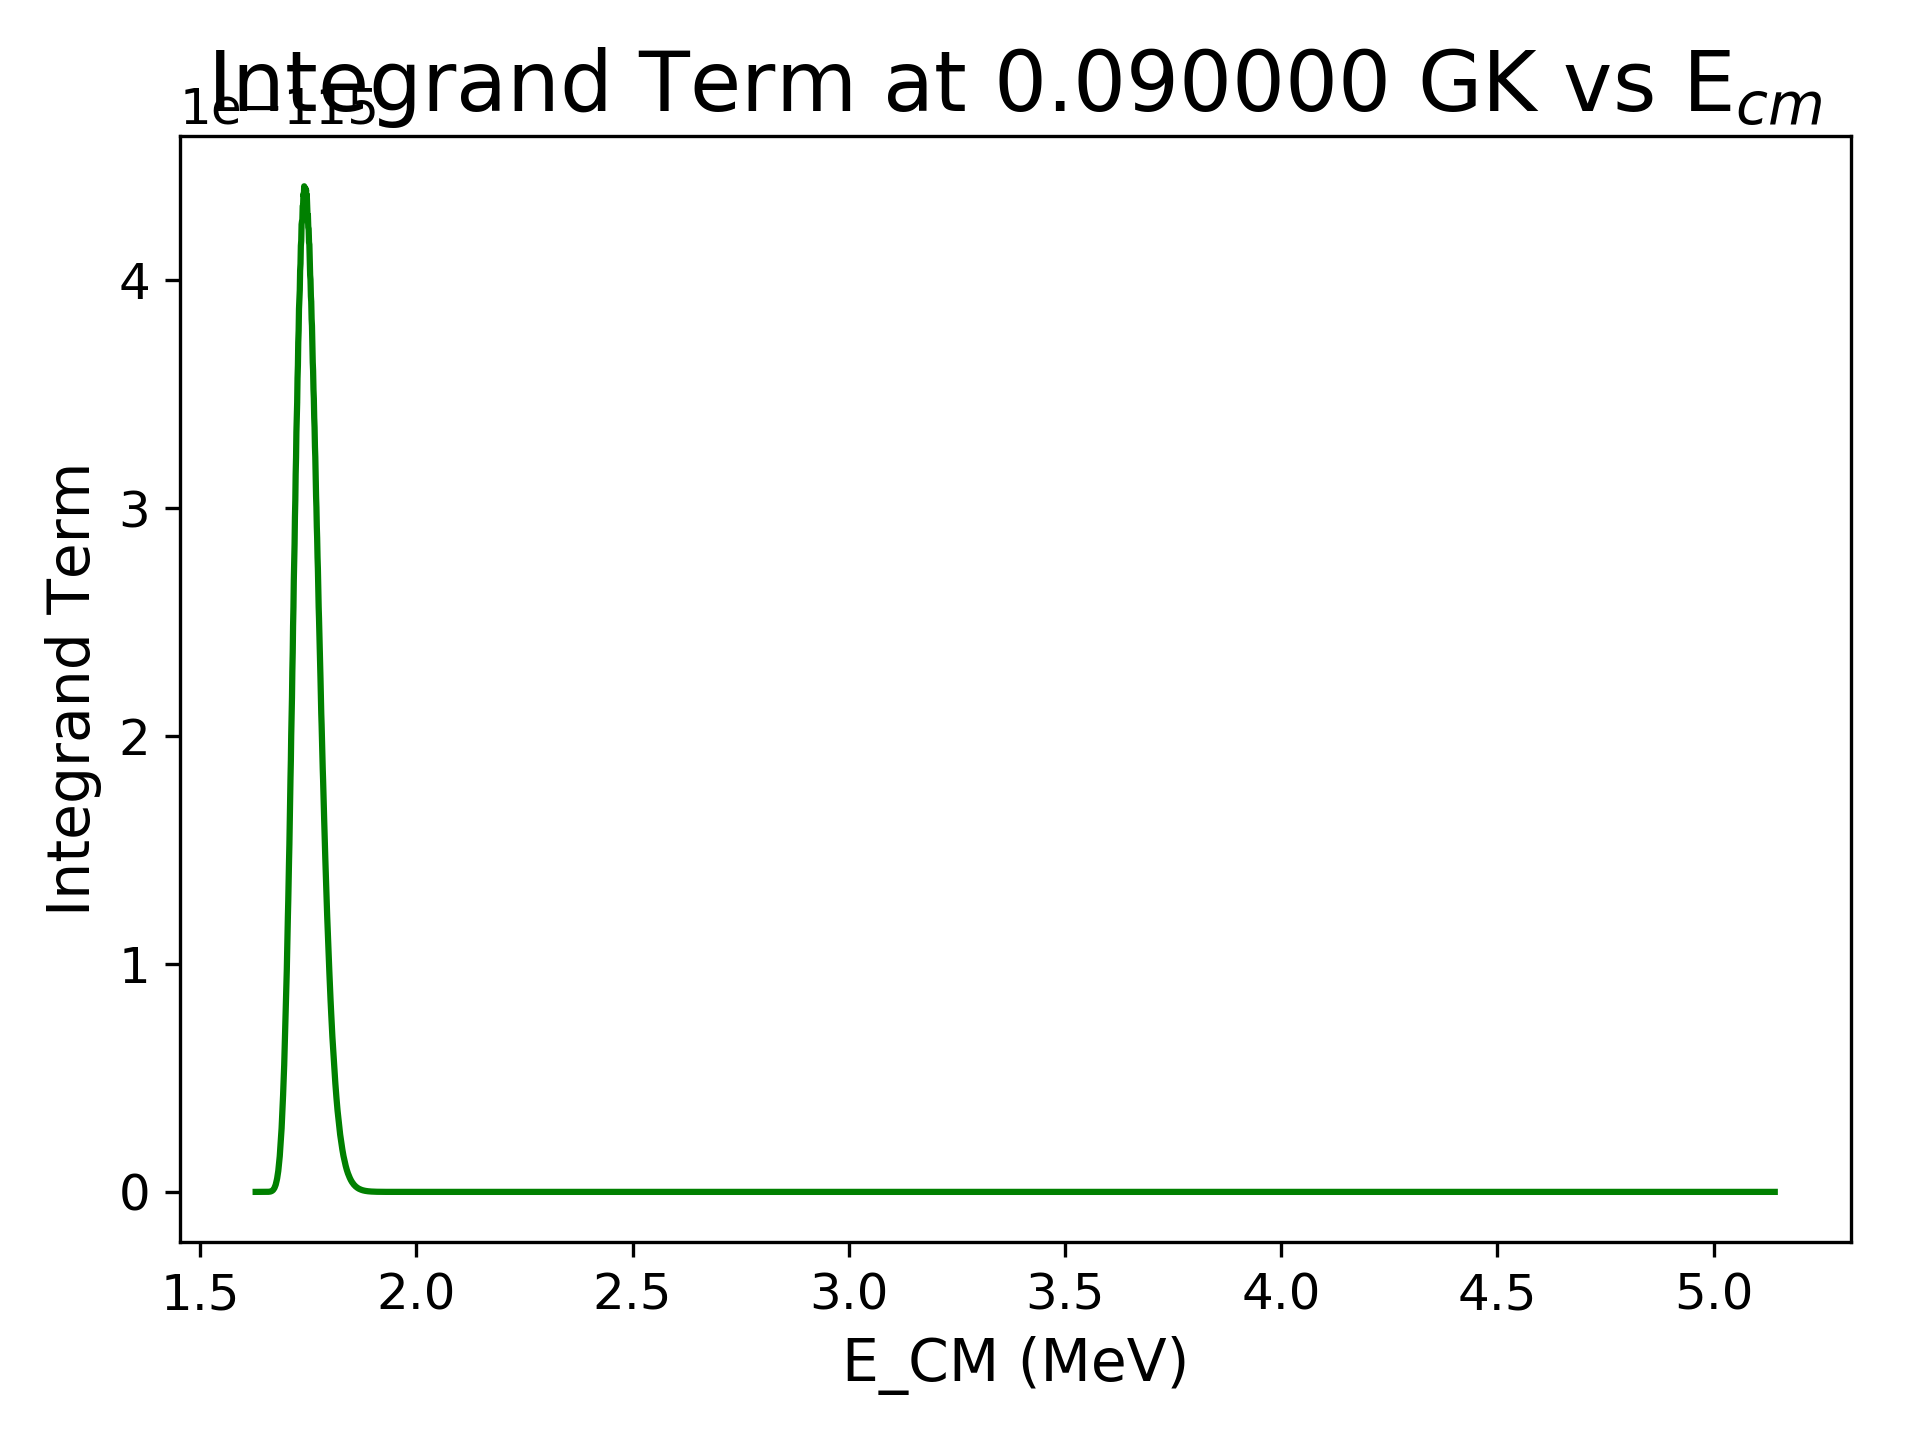 Integrand Term at 0.090000 GK vs E_cm
1e−115
4
3
2
1
0
Integrand Term
1.5 2.0 2.5 3.0 3.5 4.0 4.5 5.0
E_CM (MeV)